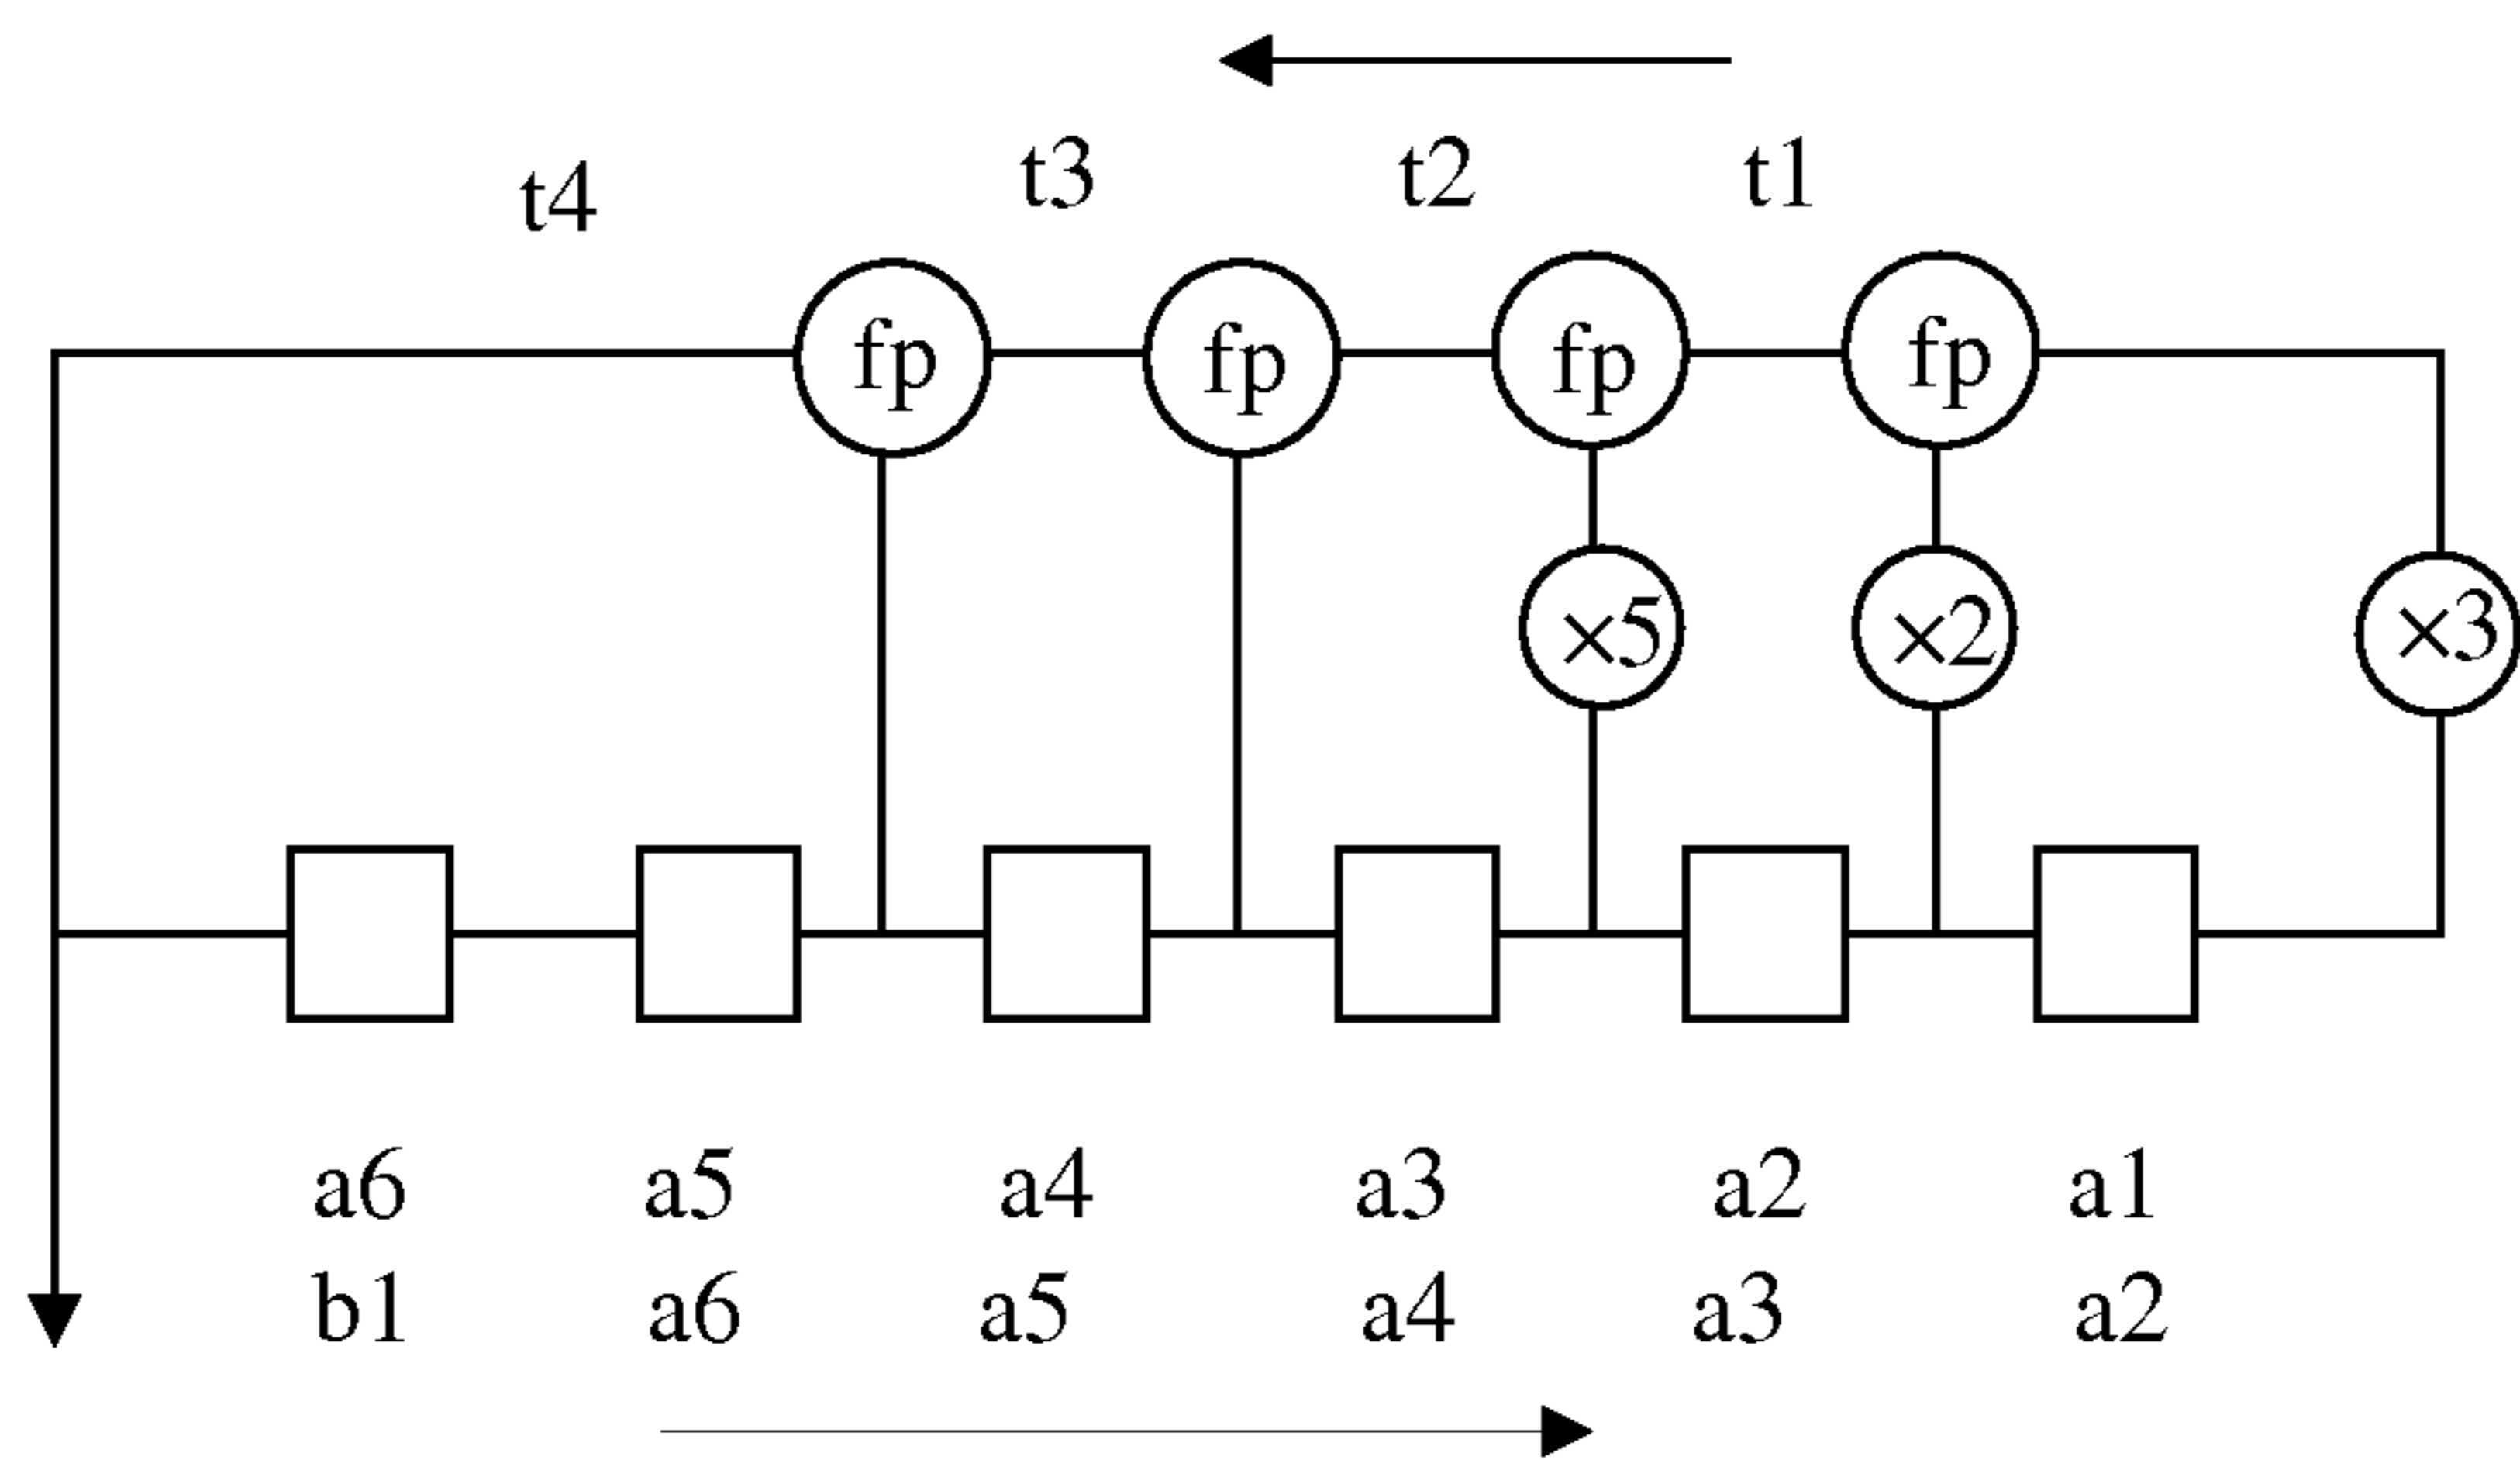 t4 t3 t2 t1
fp fp fp fp
×5 ×2 ×3
a6 a5 a4 a3 a2 a1
b1 a6 a5 a4 a3 a2